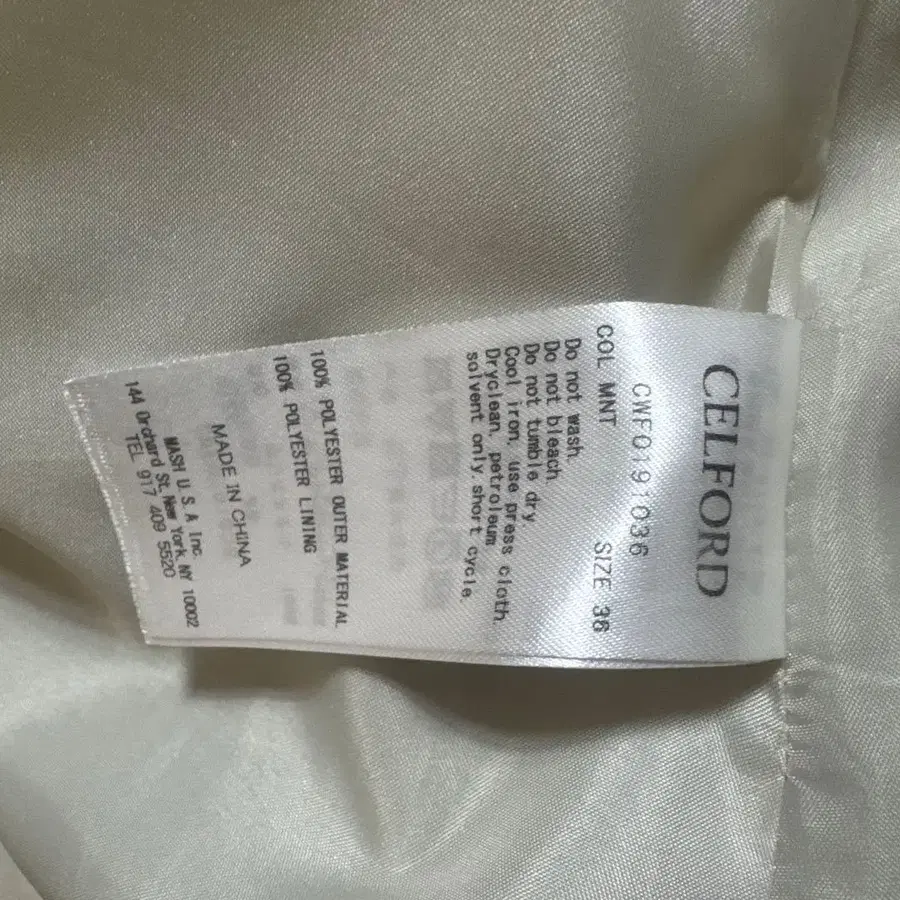 CELFORD
CWFO191036
COL MNT SIZE 36
Do not wash.
Do not bleach.
Do not tumble dry
Cool iron, use press cloth.
Dryclean, petroleum
solvent only, short cycle.
100% POLYESTER OUTER MATERIAL
100% POLYESTER LINING
MADE IN CHINA
MASH U.S.A Inc.
144 Orchard St. New York, NY 10002
TEL 917 409 5520